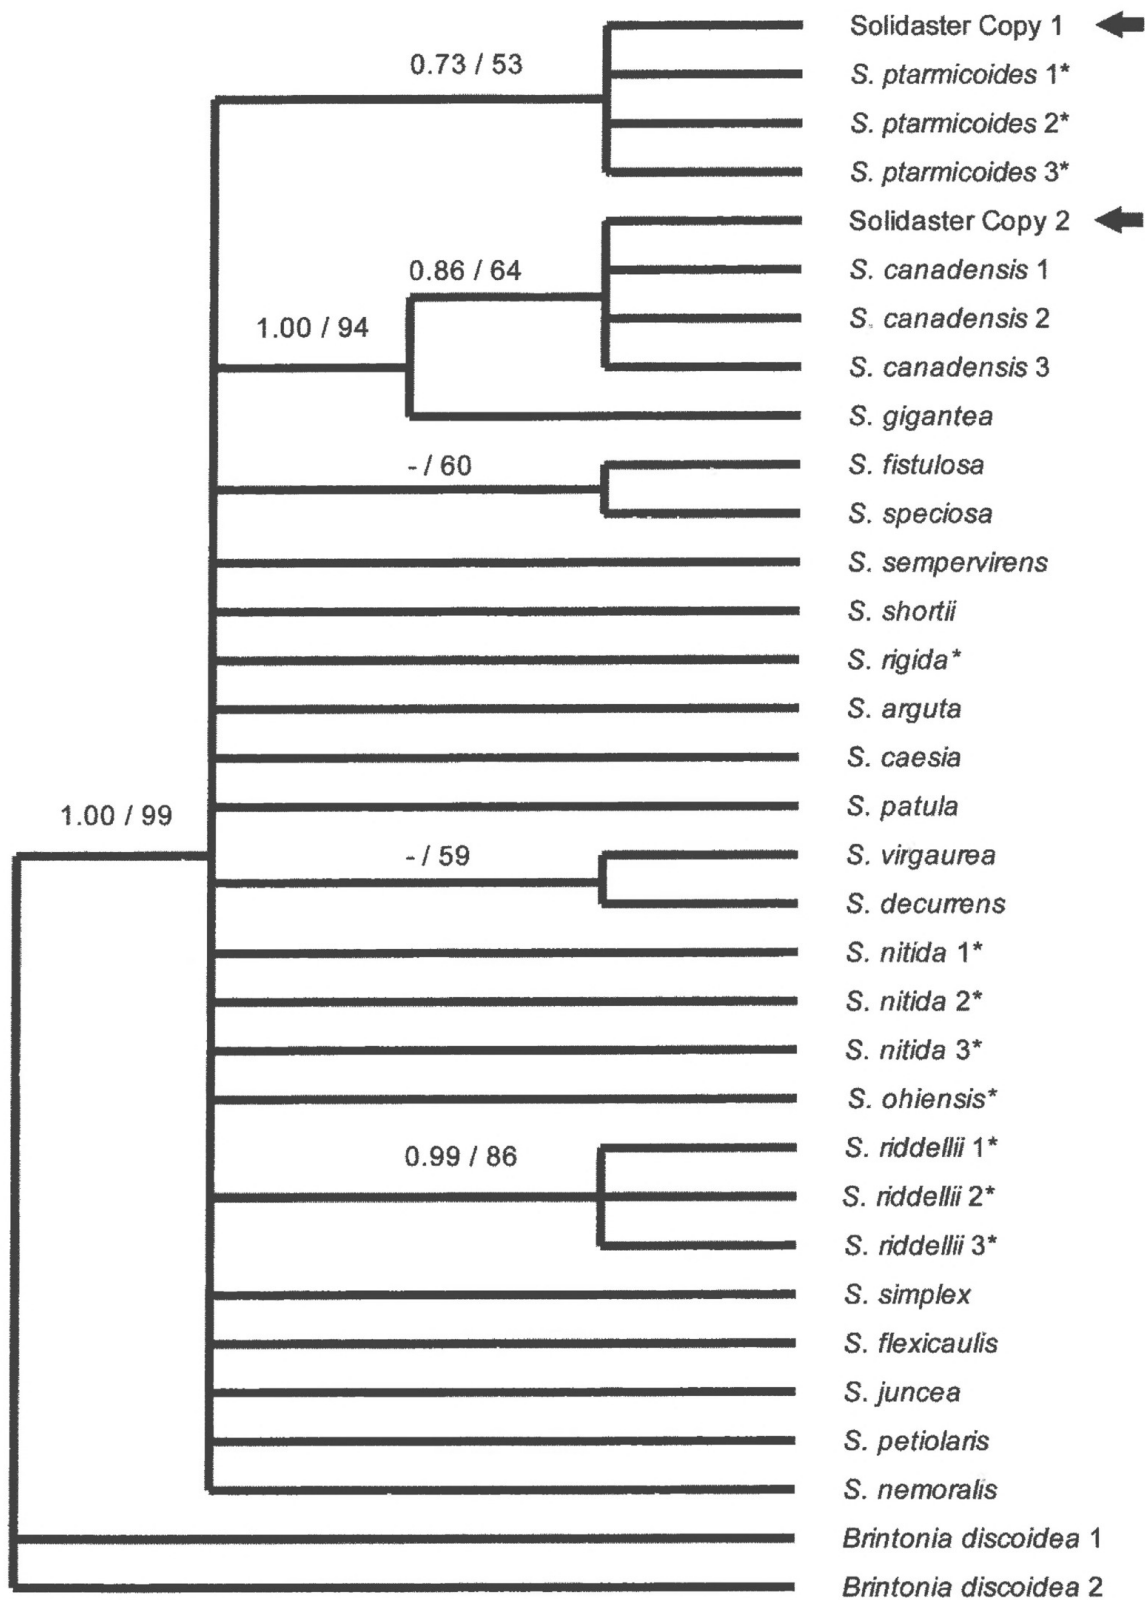 Solidaster Copy 1
0.73 / 53
S. ptarmicoides 1*
S. ptarmicoides 2*
S. ptarmicoides 3*
Solidaster Copy 2
0.86 / 64
S. canadensis 1
1.00 / 94
S. canadensis 2
S. canadensis 3
S. gigantea
- / 60
S. fistulosa
S. speciosa
S. sempervirens
S. shortii
S. rigida*
S. arguta
S. caesia
S. patula
1.00 / 99
- / 59
S. virgaurea
S. decurrens
S. nitida 1*
S. nitida 2*
S. nitida 3*
S. ohiensis*
0.99 / 86
S. riddellii 1*
S. riddellii 2*
S. riddellii 3*
S. simplex
S. flexicaulis
S. juncea
S. petiolaris
S. nemoralis
Brintonia discoidea 1
Brintonia discoidea 2